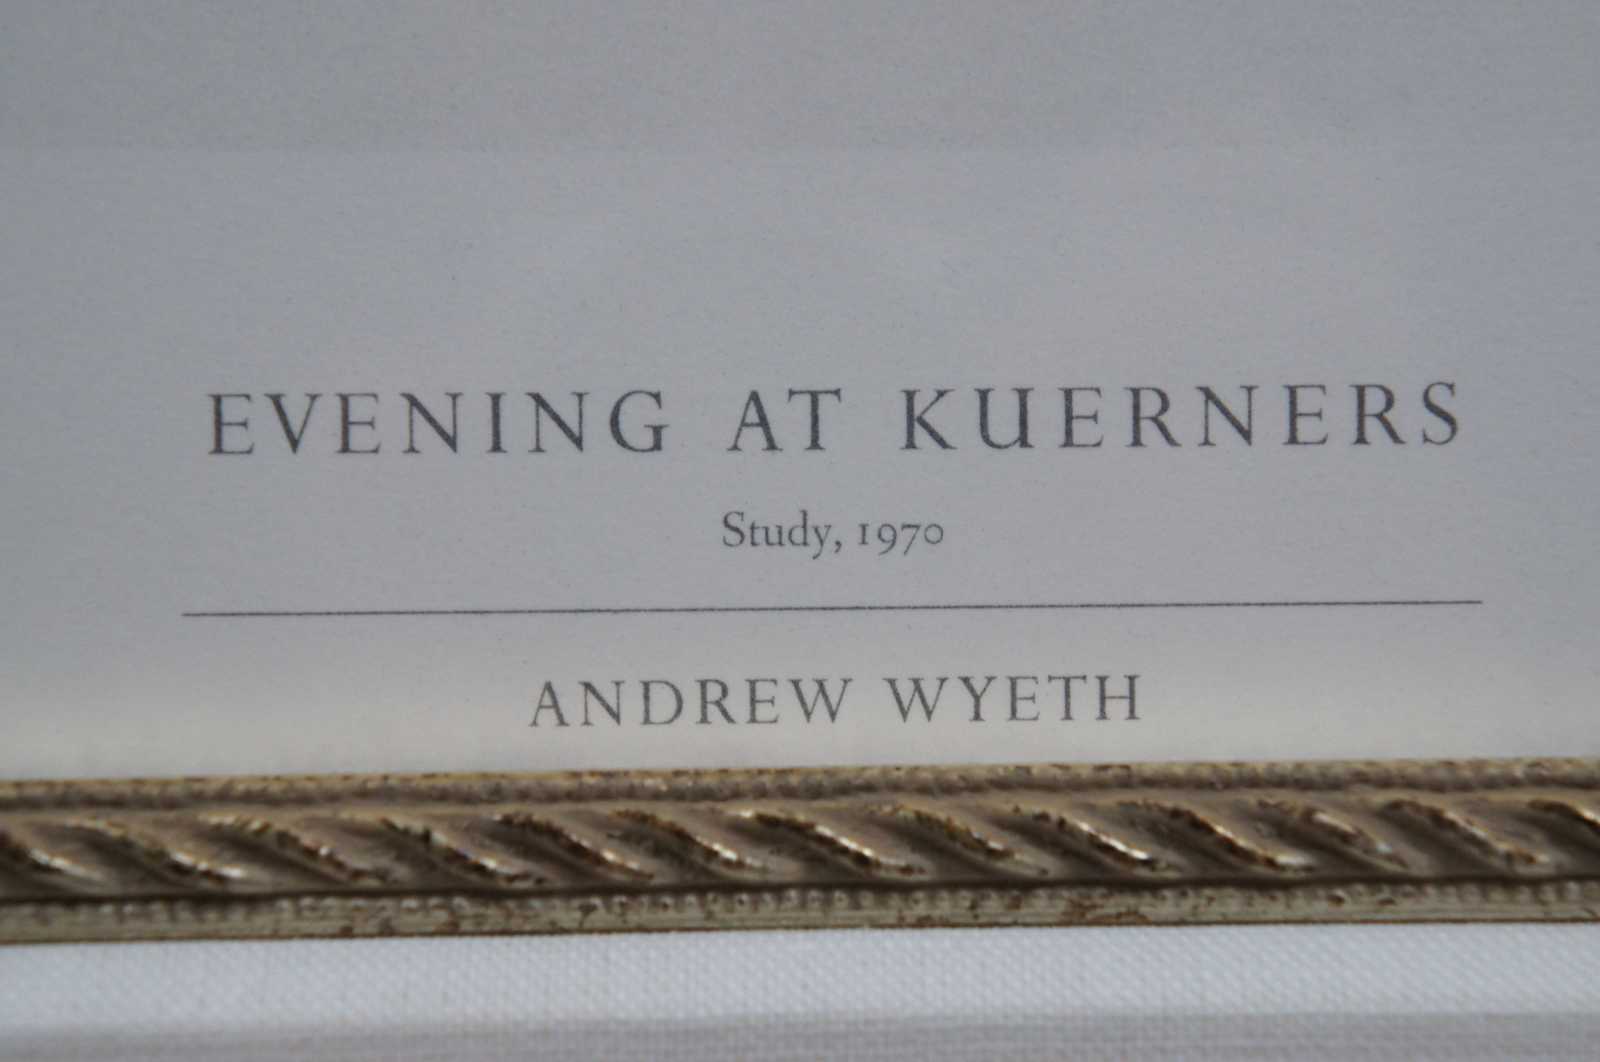 EVENING AT KUERNERS
Study, 1970
ANDREW WYETH